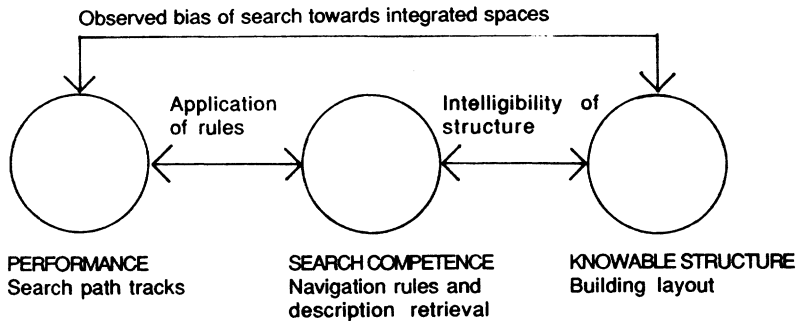 Observed bias of search towards integrated spaces
Application
of rules
Intelligibility of
structure
PERFORMANCE
Search path tracks
SEARCH COMPETENCE
Navigation rules and
description retrieval
KNOWABLE STRUCTURE
Building layout